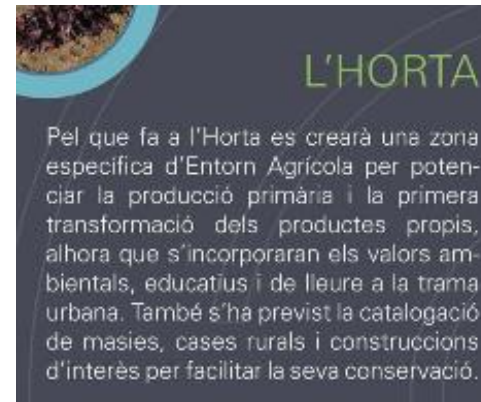 L'HORTA
Pel que fa a l'Horta es crearà una zona
específica d'Entorn Agrícola per poten-
ciar la producció primària i la primera
transformació dels productes propis,
alhora que s'incorporaran els valors am-
bientals, educatius i de lleure a la trama
urbana. També s'ha previst la catalogació
de masies, cases rurals i construccions
d'interès per facilitar la seva conservació.